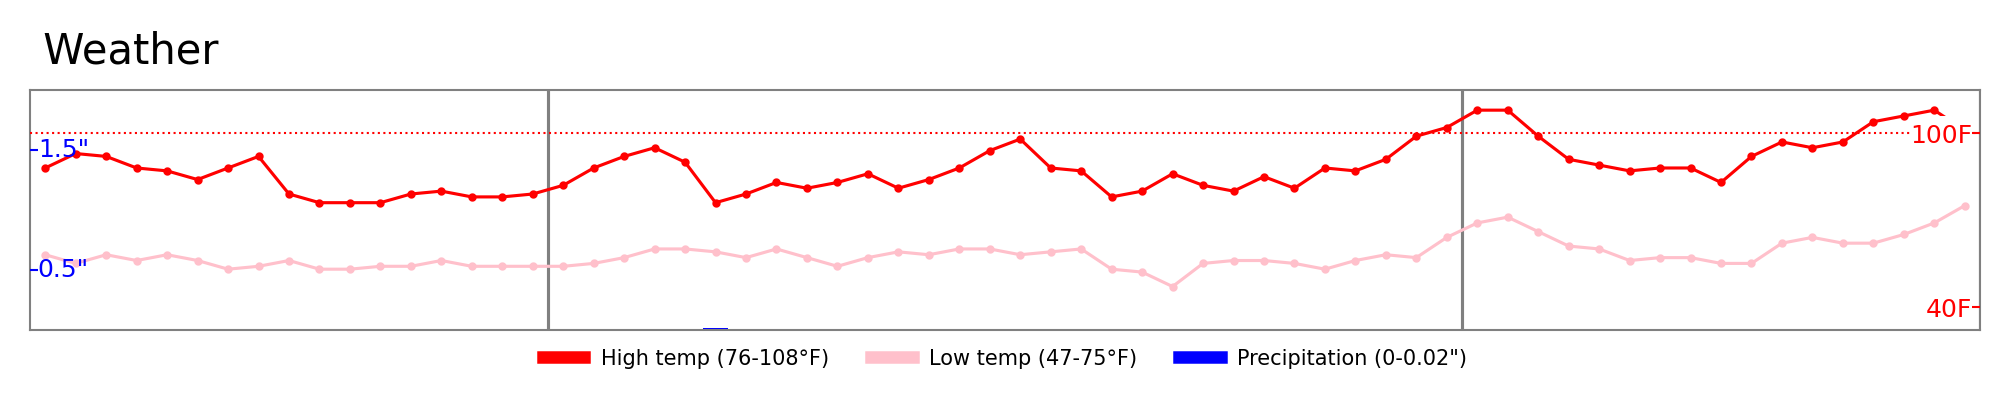 Weather
1.5"
100F
0.5"
40F
High temp (76-108°F) Low temp (47-75°F) Precipitation (0-0.02")